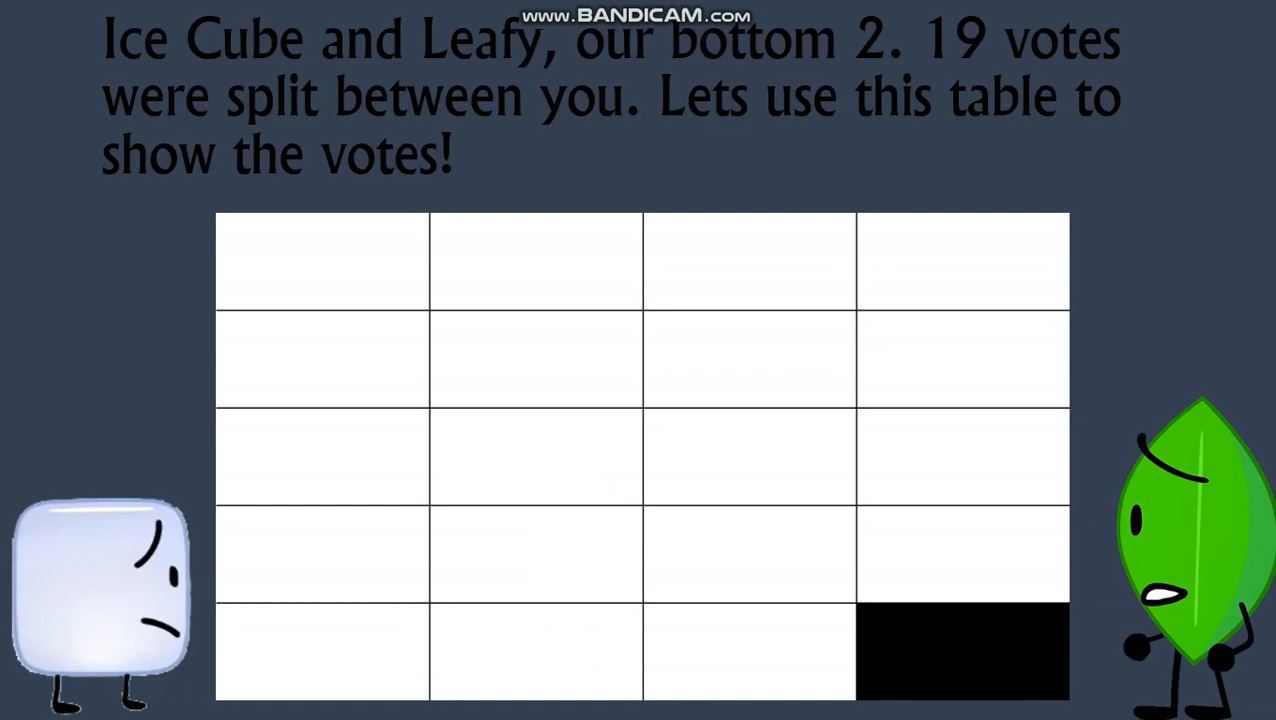 www.BANDICAM.com
Ice Cube and Leafy, our bottom 2. 19 votes
were split between you. Lets use this table to
show the votes!